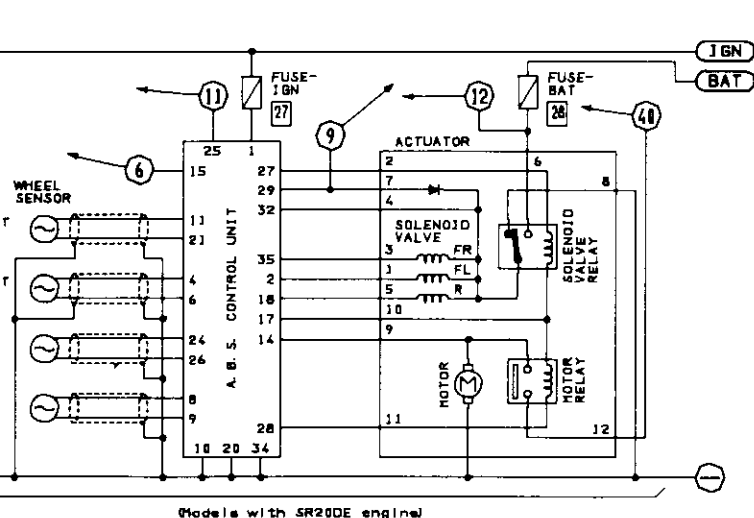 IGN
BAT
FUSE-
IGN
27
FUSE-
BAT
28
11
12
40
9
6
ACTUATOR
25 1
15
27
29
32
11
21
35
4
2
6
18
17
24
14
26
8
9
28
10 20 34
A. B. S. CONTROL UNIT
WHEEL
SENSOR
r
r
2
7
4
6
8
SOLENOID
VALVE
3 FR
1 FL
5 R
10
9
11
12
SOLENOID
VALVE
RELAY
MOTOR
M
MOTOR
RELAY
(Models with SR20DE engine)